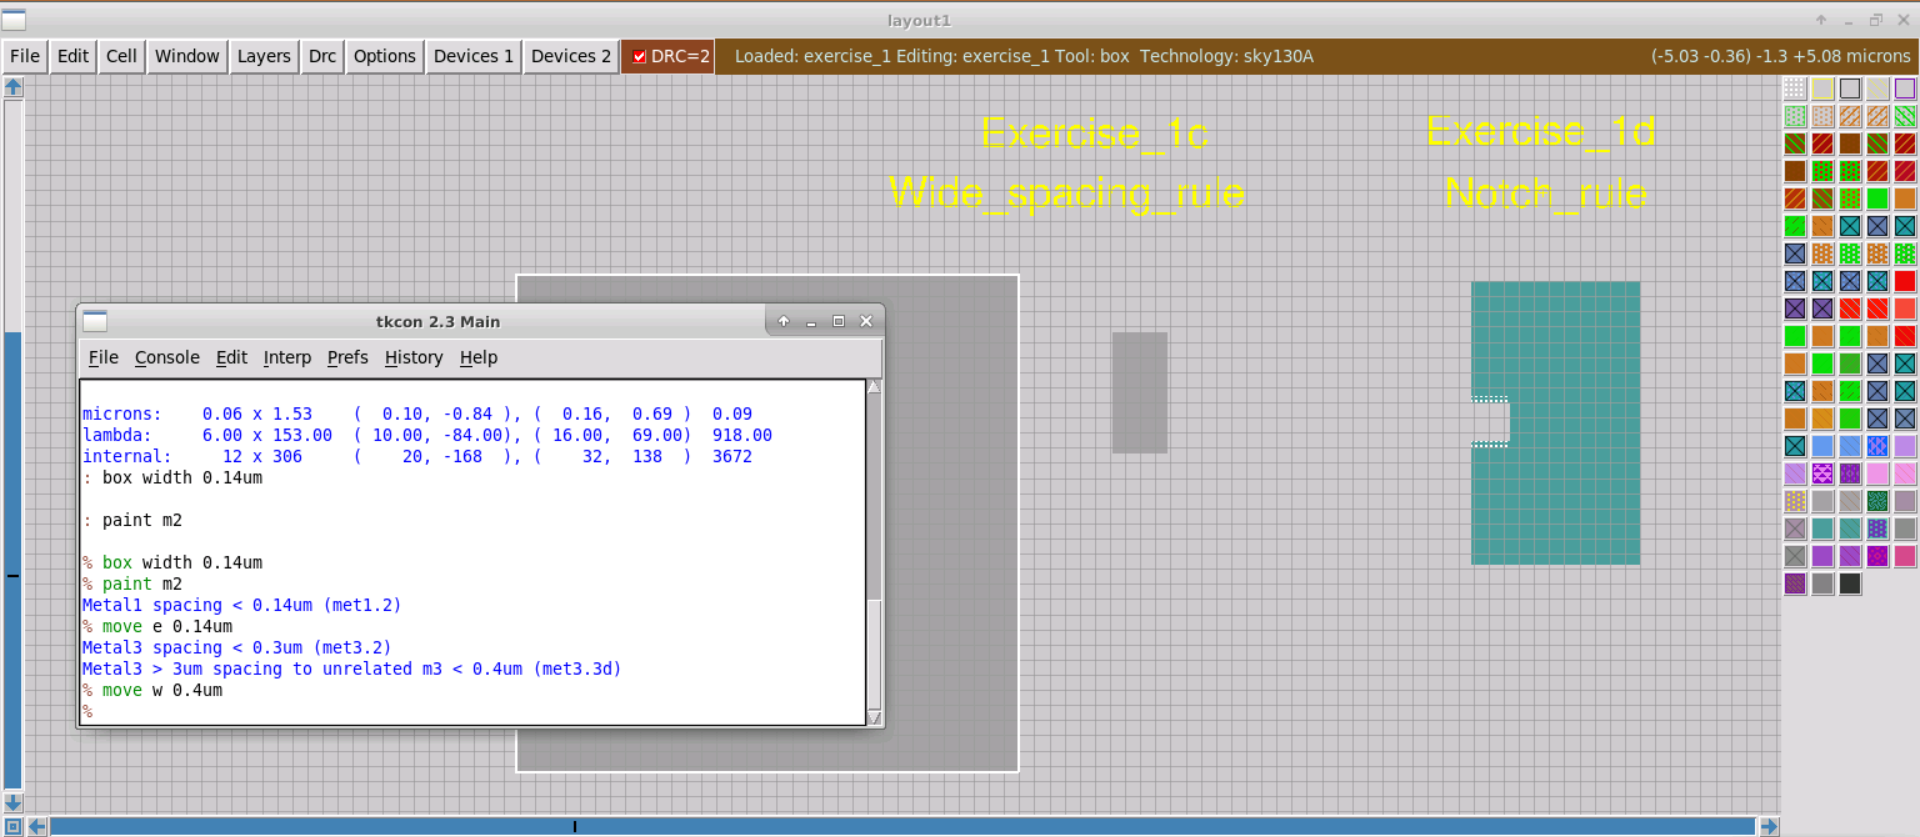 layout1
File Edit Cell Window Layers Drc Options Devices 1 Devices 2 DRC=2 Loaded: exercise_1 Editing: exercise_1 Tool: box Technology: sky130A (-5.03 -0.36) -1.3 +5.08 microns
Exercise_1c
Wide_spacing_rule
Exercise_1d
Notch_rule
tkcon 2.3 Main
File Console Edit Interp Prefs History Help
microns: 0.06 x 1.53 ( 0.10, -0.84 ), ( 0.16, 0.69 ) 0.09
lambda: 6.00 x 153.00 ( 10.00, -84.00), ( 16.00, 69.00) 918.00
internal: 12 x 306 ( 20, -168 ), ( 32, 138 ) 3672
: box width 0.14um
: paint m2
% box width 0.14um
% paint m2
Metal1 spacing < 0.14um (met1.2)
% move e 0.14um
Metal3 spacing < 0.3um (met3.2)
Metal3 > 3um spacing to unrelated m3 < 0.4um (met3.3d)
% move w 0.4um
%